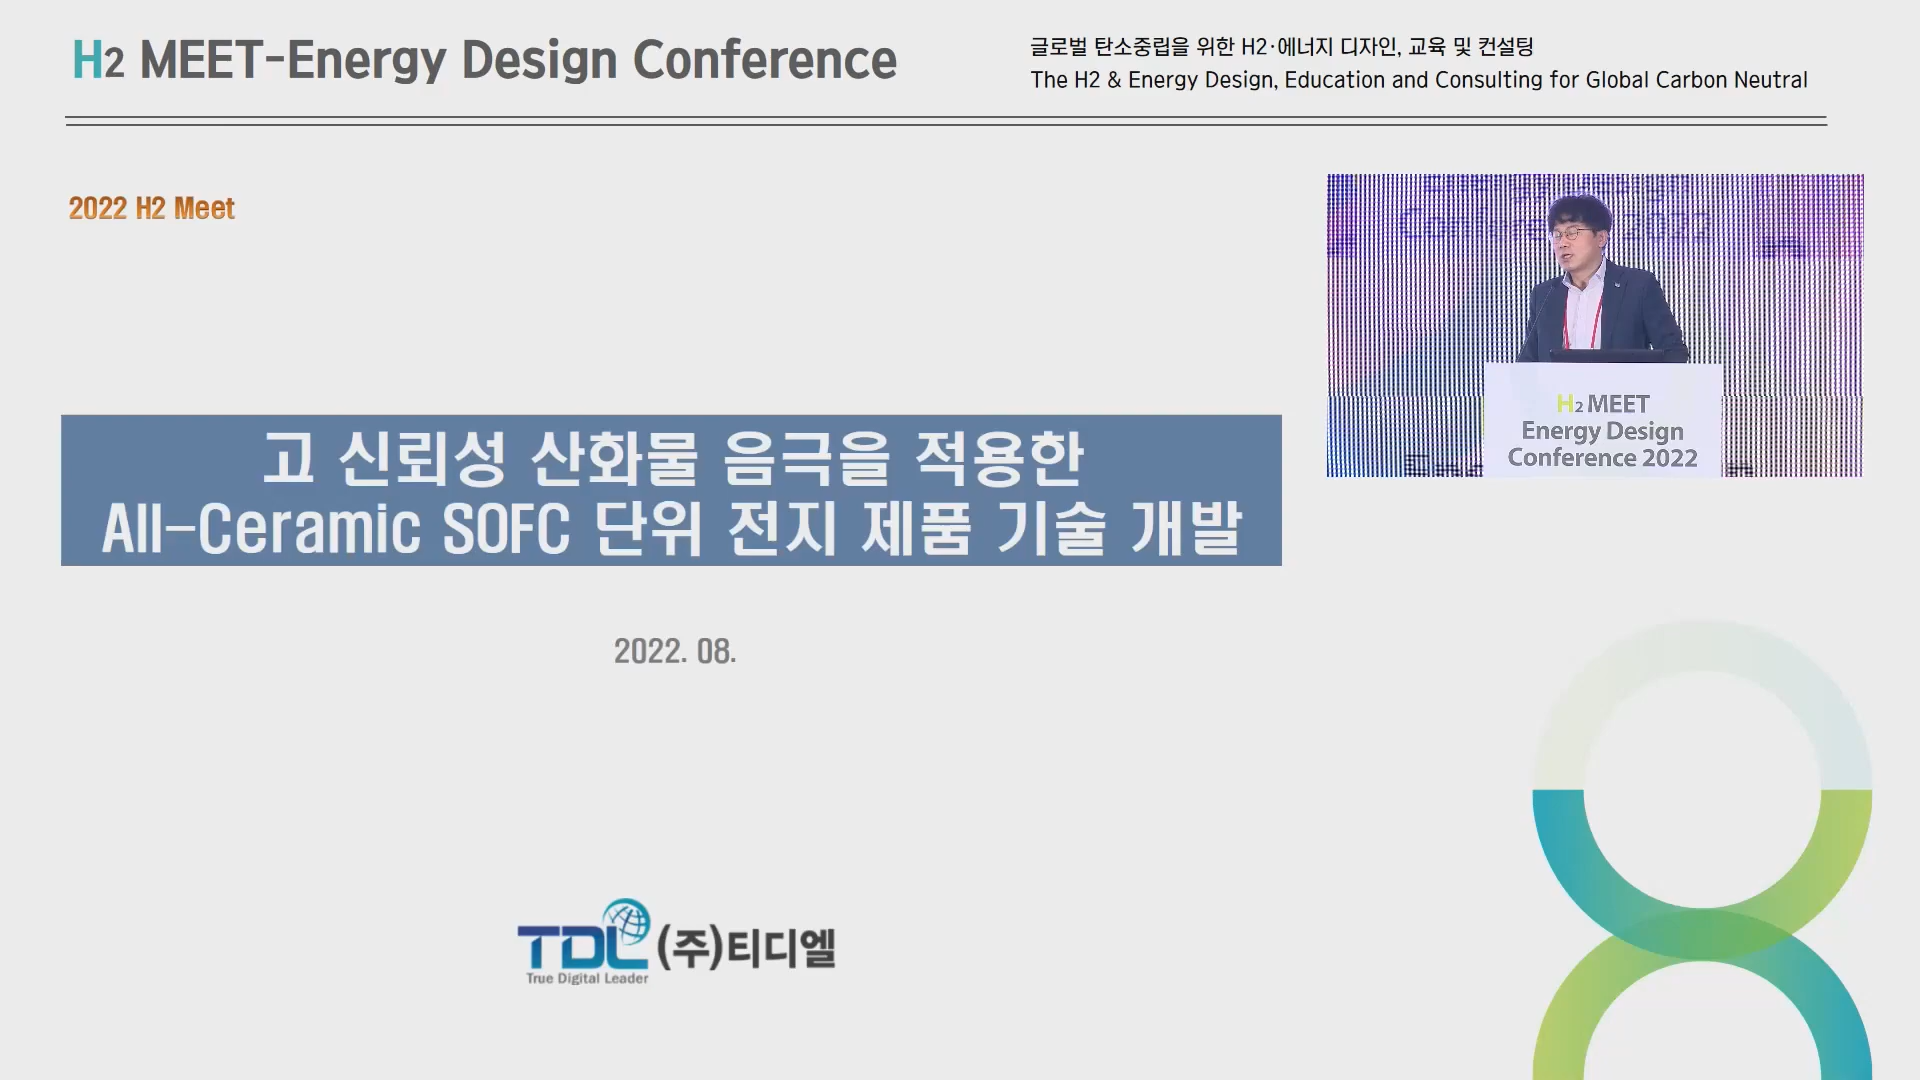 H2 MEET-Energy Design Conference
글로벌 탄소중립을 위한 H2·에너지 디자인, 교육 및 컨설팅
The H2 & Energy Design, Education and Consulting for Global Carbon Neutral
2022 H2 Meet
고 신뢰성 산화물 음극을 적용한
All-Ceramic SOFC 단위 전지 제품 기술 개발
2022. 08.
TDL (주)티디엘
True Digital Leader
H2 MEET
Energy Design
Conference 2022